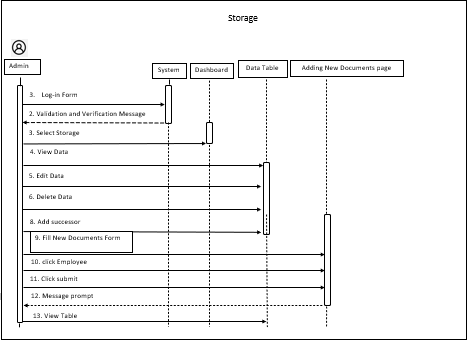 Storage
Admin
System
Dashboard
Data Table
Adding New Documents page
3. Log-in Form
2. Validation and Verification Message
3. Select Storage
4. View Data
5. Edit Data
6. Delete Data
8. Add successor
9. Fill New Documents Form
10. click Employee
11. Click submit
12. Message prompt
13. View Table